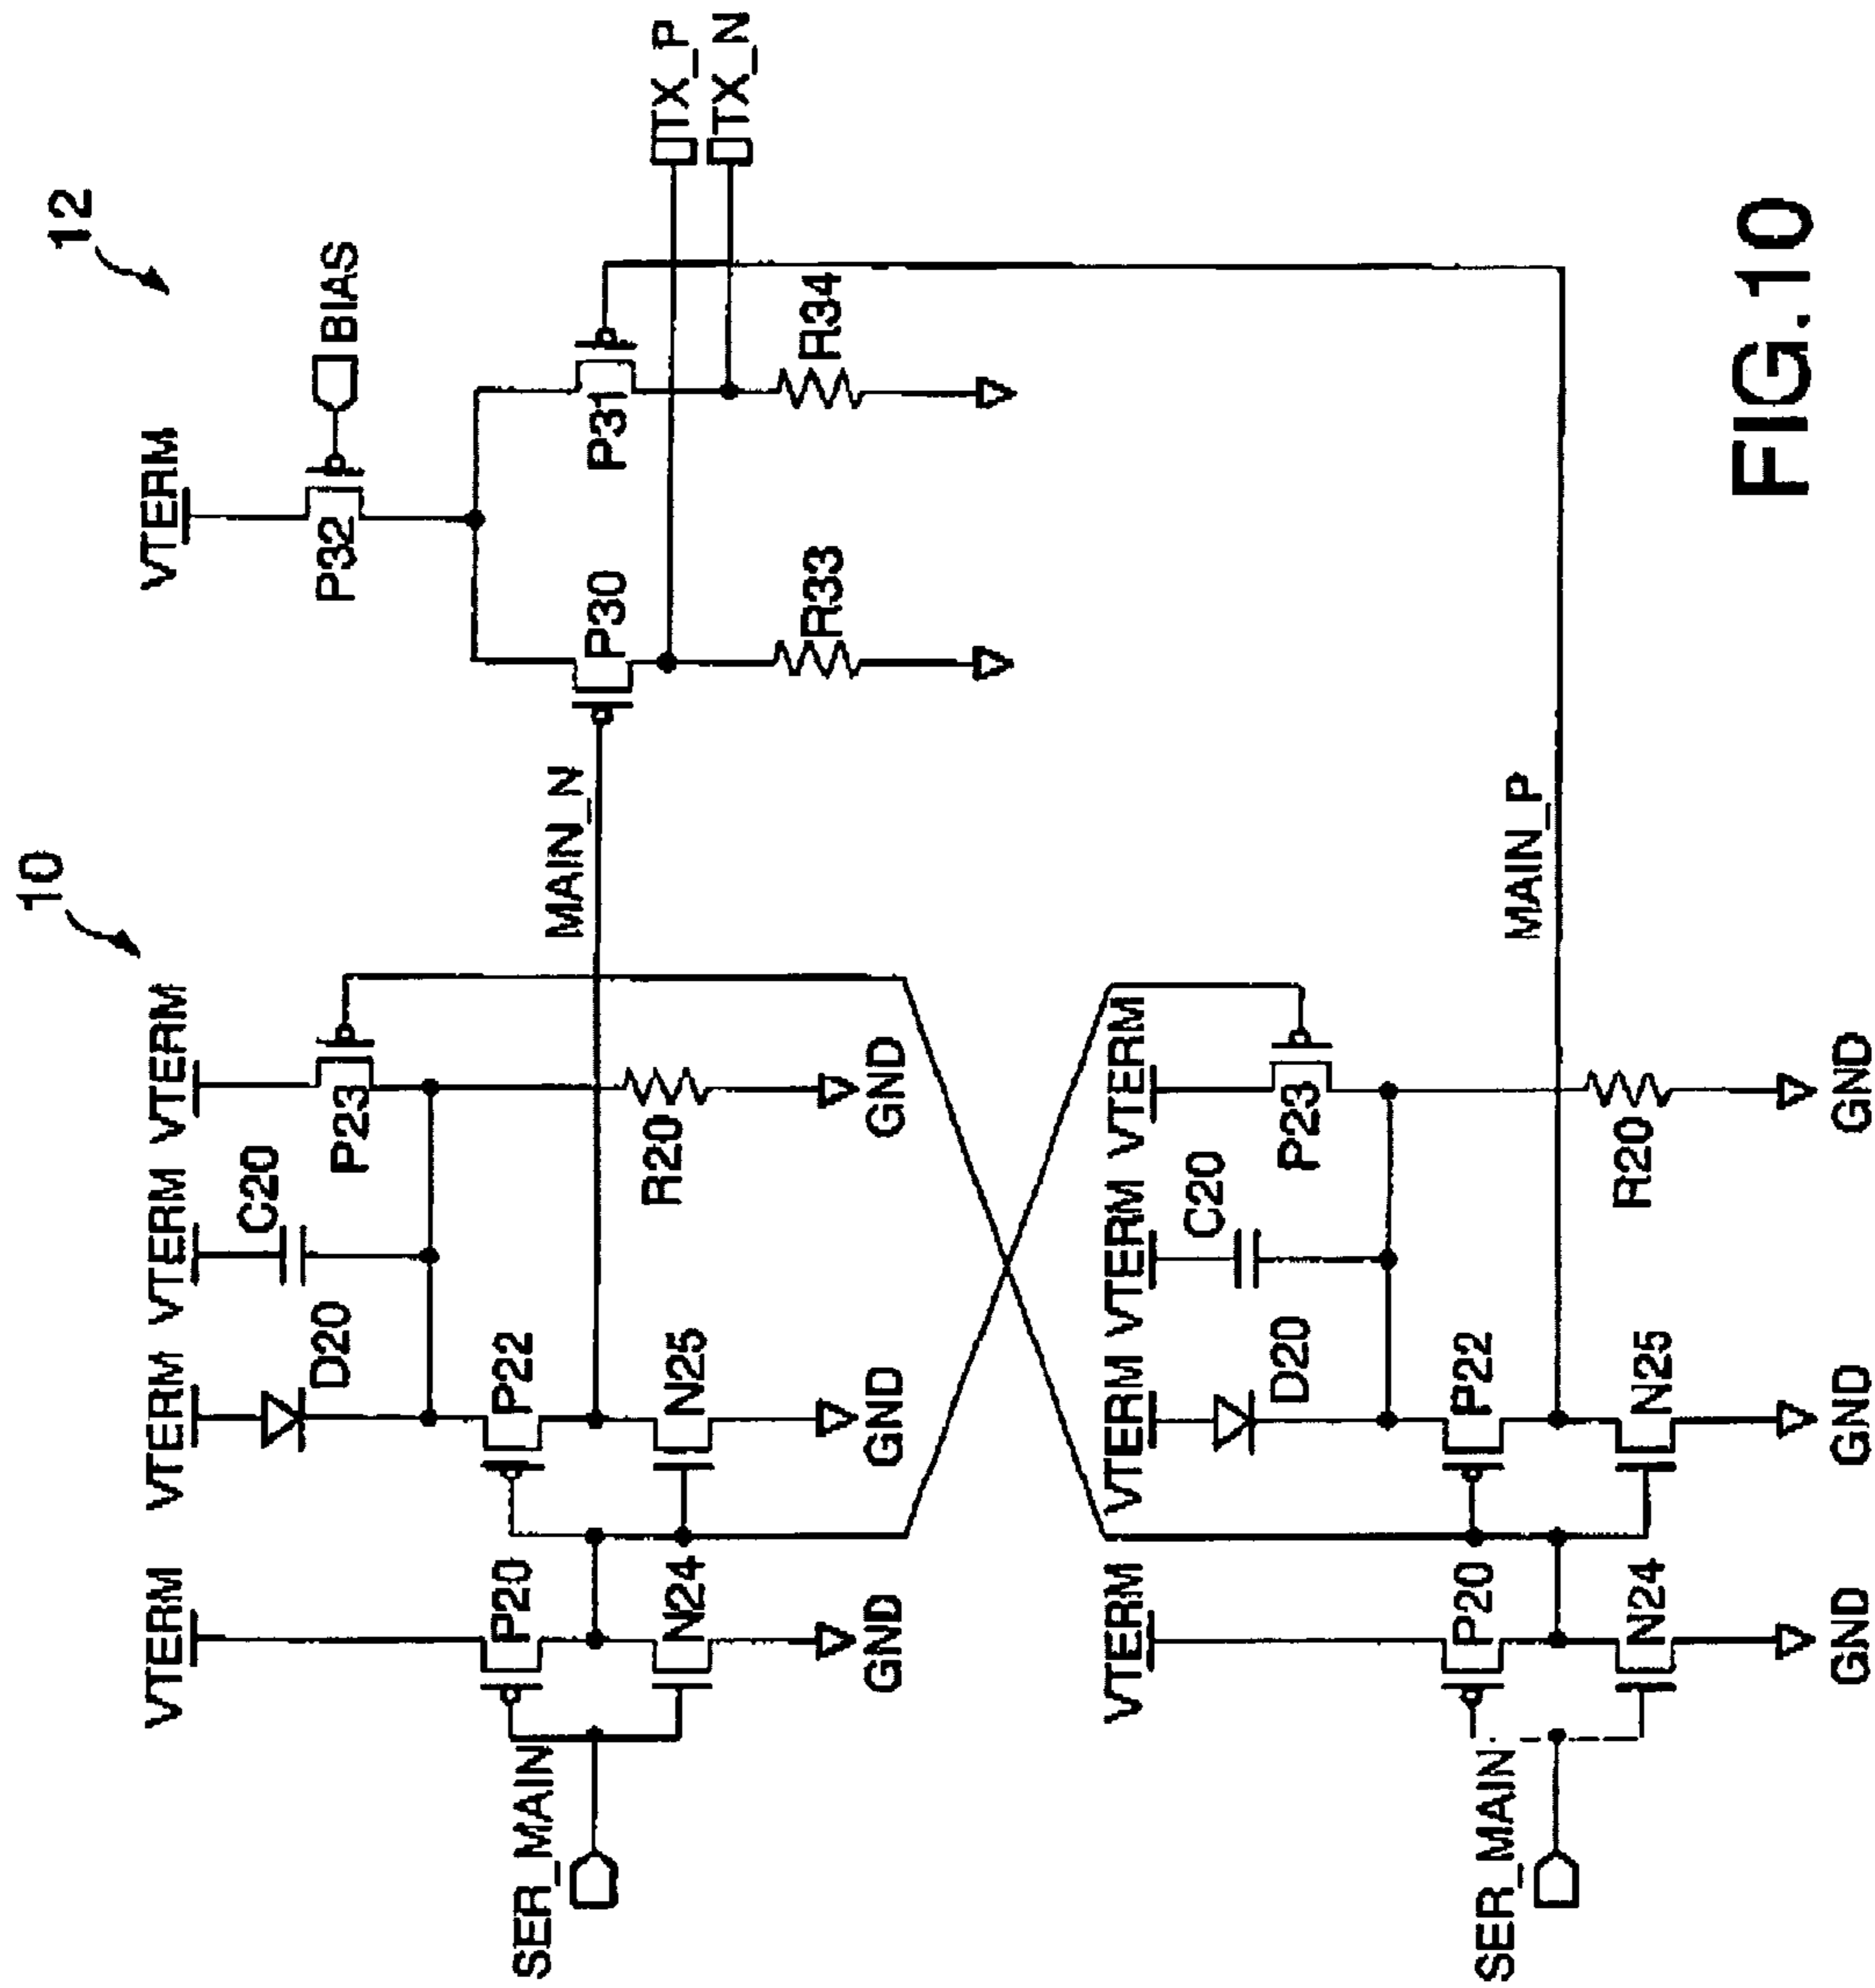 10
12
VTERM
VTERM
VTERM
VTERM
VTERM
D20
C20
P23
P32
BIAS
P20
P22
MAIN_N
P30
P31
SER_MAIN
N24
N25
R20
R33
R34
TX_P
TX_N
GND
GND
GND
VTERM
VTERM
VTERM
VTERM
D20
C20
P23
P20
P22
MAIN_P
SER_MAIN
N24
N25
R20
GND
GND
GND
FIG.10